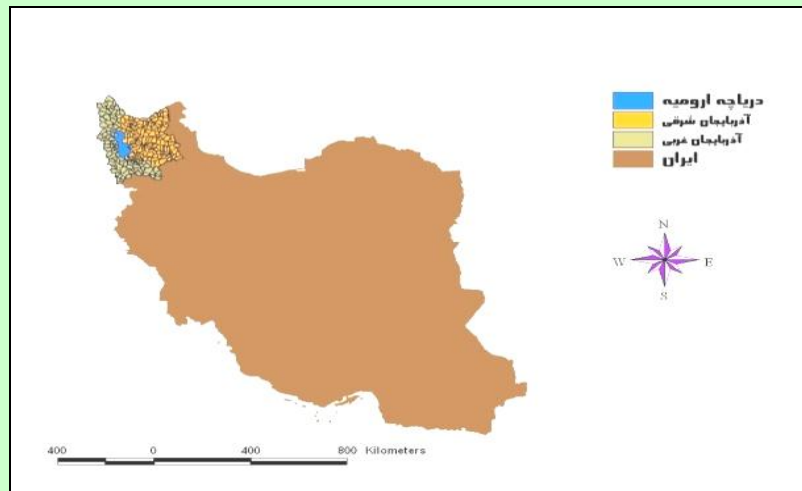 دریاچه ارومیه
آذربایجان شرقی
آذربایجان غربی
ایران
N
W E
S
400 0 400 800 Kilometers